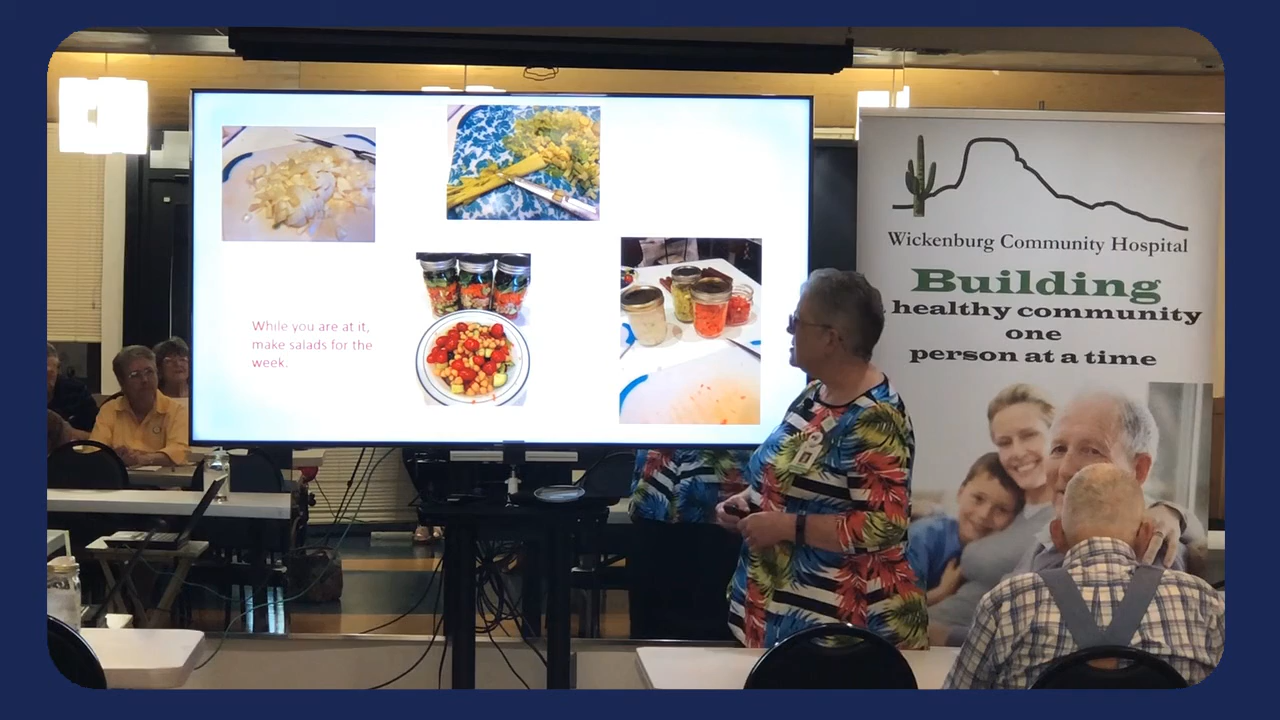 While you are at it,
make salads for the
week.
Wickenburg Community Hospital
Building
healthy community
one
person at a time